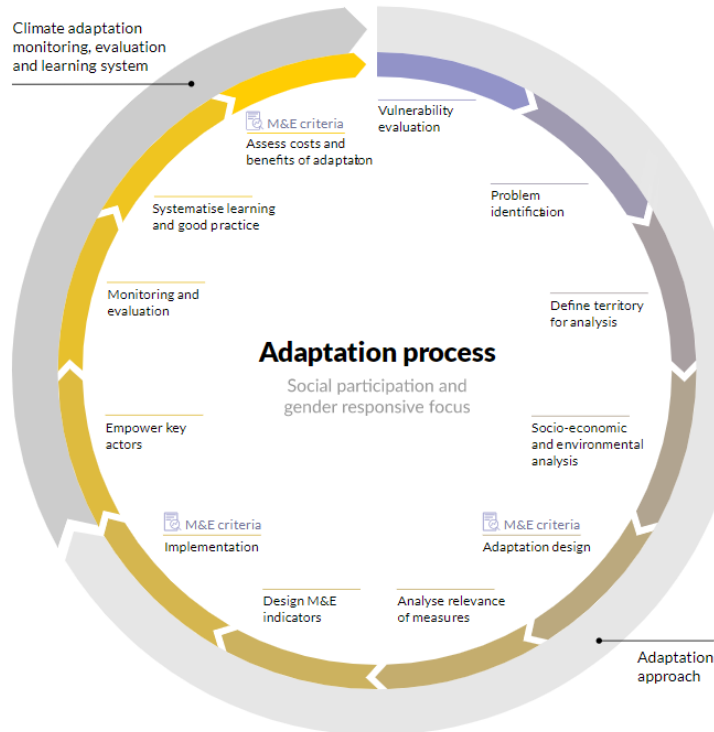 Climate adaptation
monitoring, evaluation
and learning system
M&E criteria
Assess costs and
benefits of adaptaton
Vulnerability
evaluation
Systematise learning
and good practice
Problem
identification
Monitoring and
evaluation
Define territory
for analysis
Adaptation process
Social participation and
gender responsive focus
Empower key
actors
Socio-economic
and environmental
analysis
M&E criteria
Implementation
M&E criteria
Adaptation design
Design M&E
indicators
Analyse relevance
of measures
Adaptation
approach